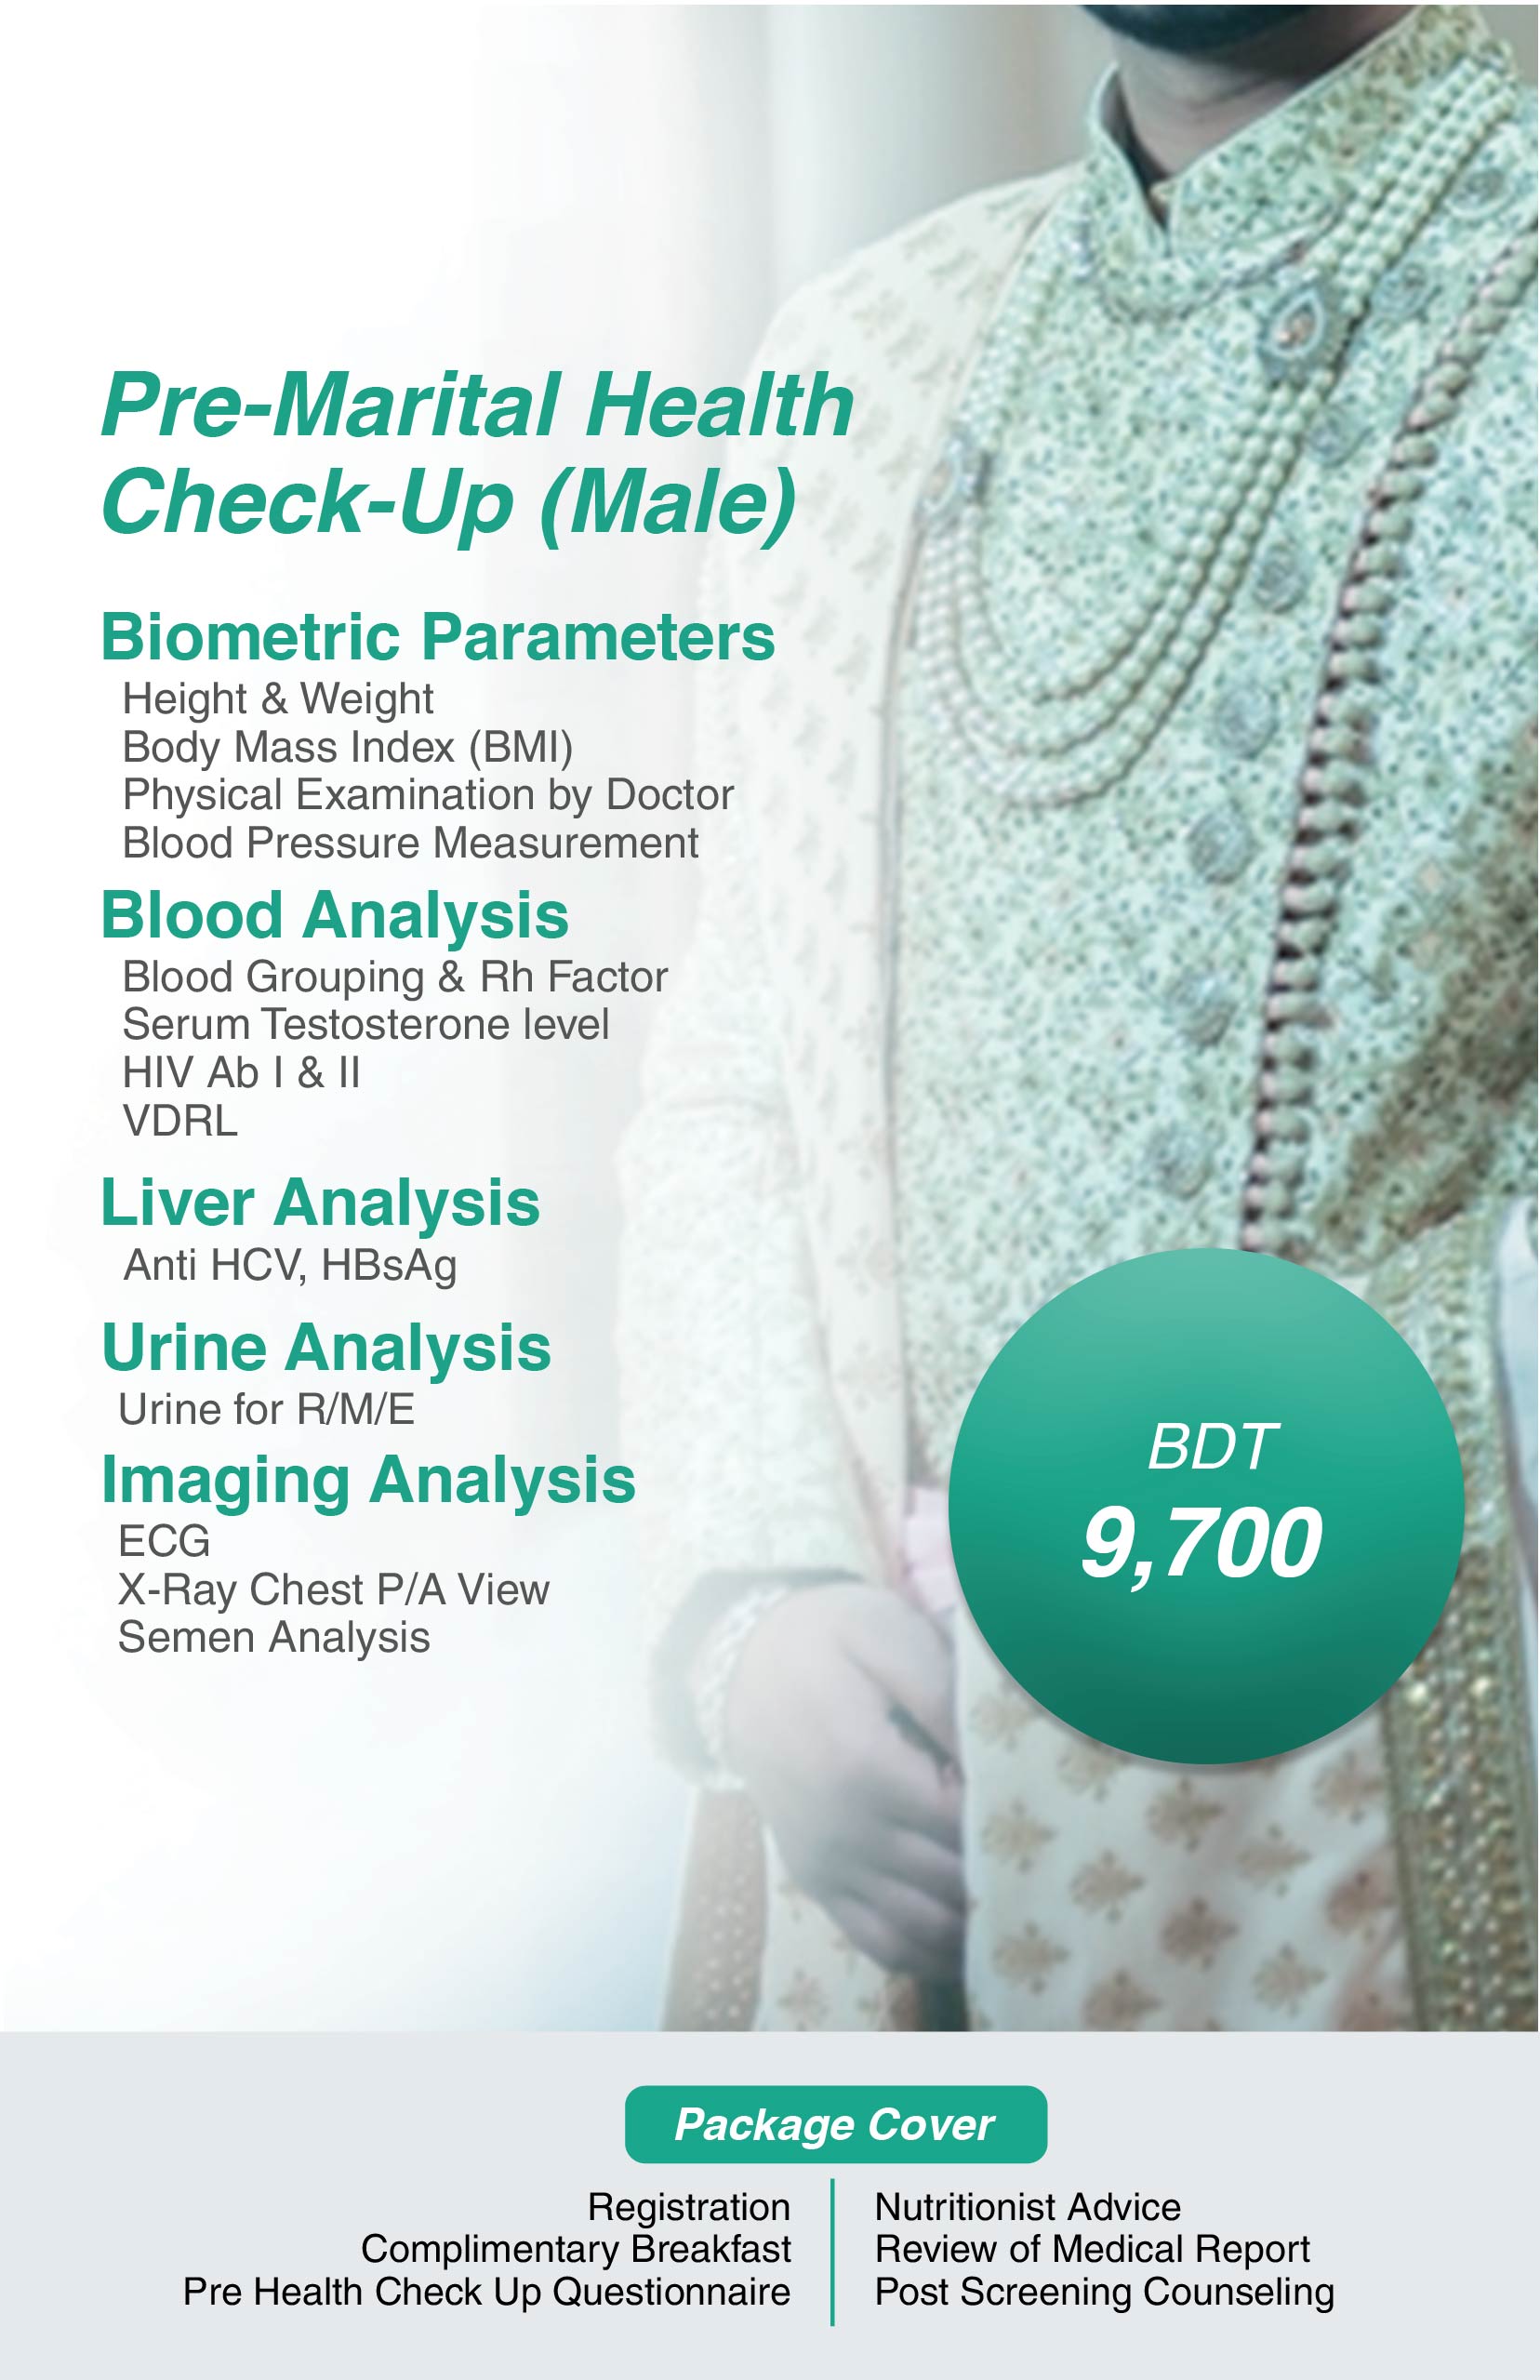 Pre-Marital Health
Check-Up (Male)
Biometric Parameters
Height & Weight
Body Mass Index (BMI)
Physical Examination by Doctor
Blood Pressure Measurement
Blood Analysis
Blood Grouping & Rh Factor
Serum Testosterone level
HIV Ab I & II
VDRL
Liver Analysis
Anti HCV, HBsAg
Urine Analysis
Urine for R/M/E
Imaging Analysis
ECG
X-Ray Chest P/A View
Semen Analysis
BDT
9,700
Package Cover
Registration
Complimentary Breakfast
Pre Health Check Up Questionnaire
Nutritionist Advice
Review of Medical Report
Post Screening Counseling